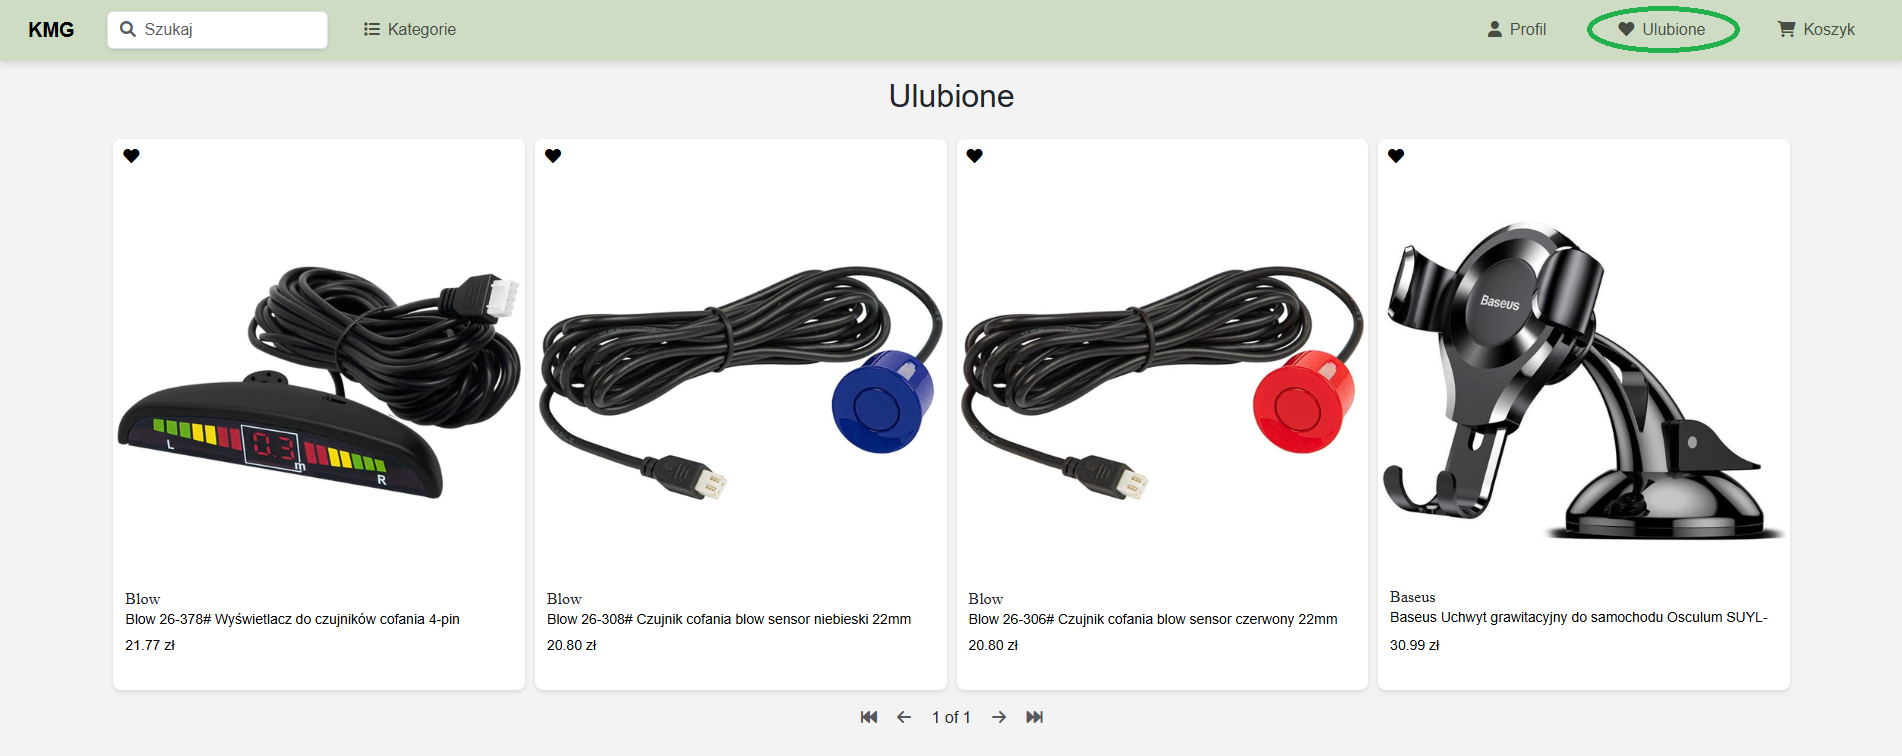 KMG
Szukaj
Kategorie
Profil
Ulubione
Koszyk
Ulubione
L
0.3
m
R
Baseus
Blow
Blow 26-378# Wyświetlacz do czujników cofania 4-pin
21.77 zł
Blow
Blow 26-308# Czujnik cofania blow sensor niebieski 22mm
20.80 zł
Blow
Blow 26-306# Czujnik cofania blow sensor czerwony 22mm
20.80 zł
Baseus
Baseus Uchwyt grawitacyjny do samochodu Osculum SUYL-
30.99 zł
1 of 1